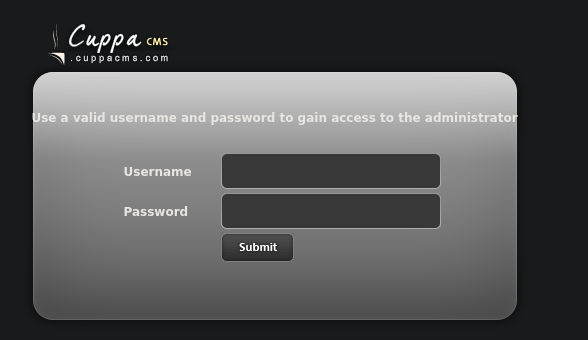 Cuppa CMS
.cuppacms.com
Use a valid username and password to gain access to the administrator
Username
Password
Submit